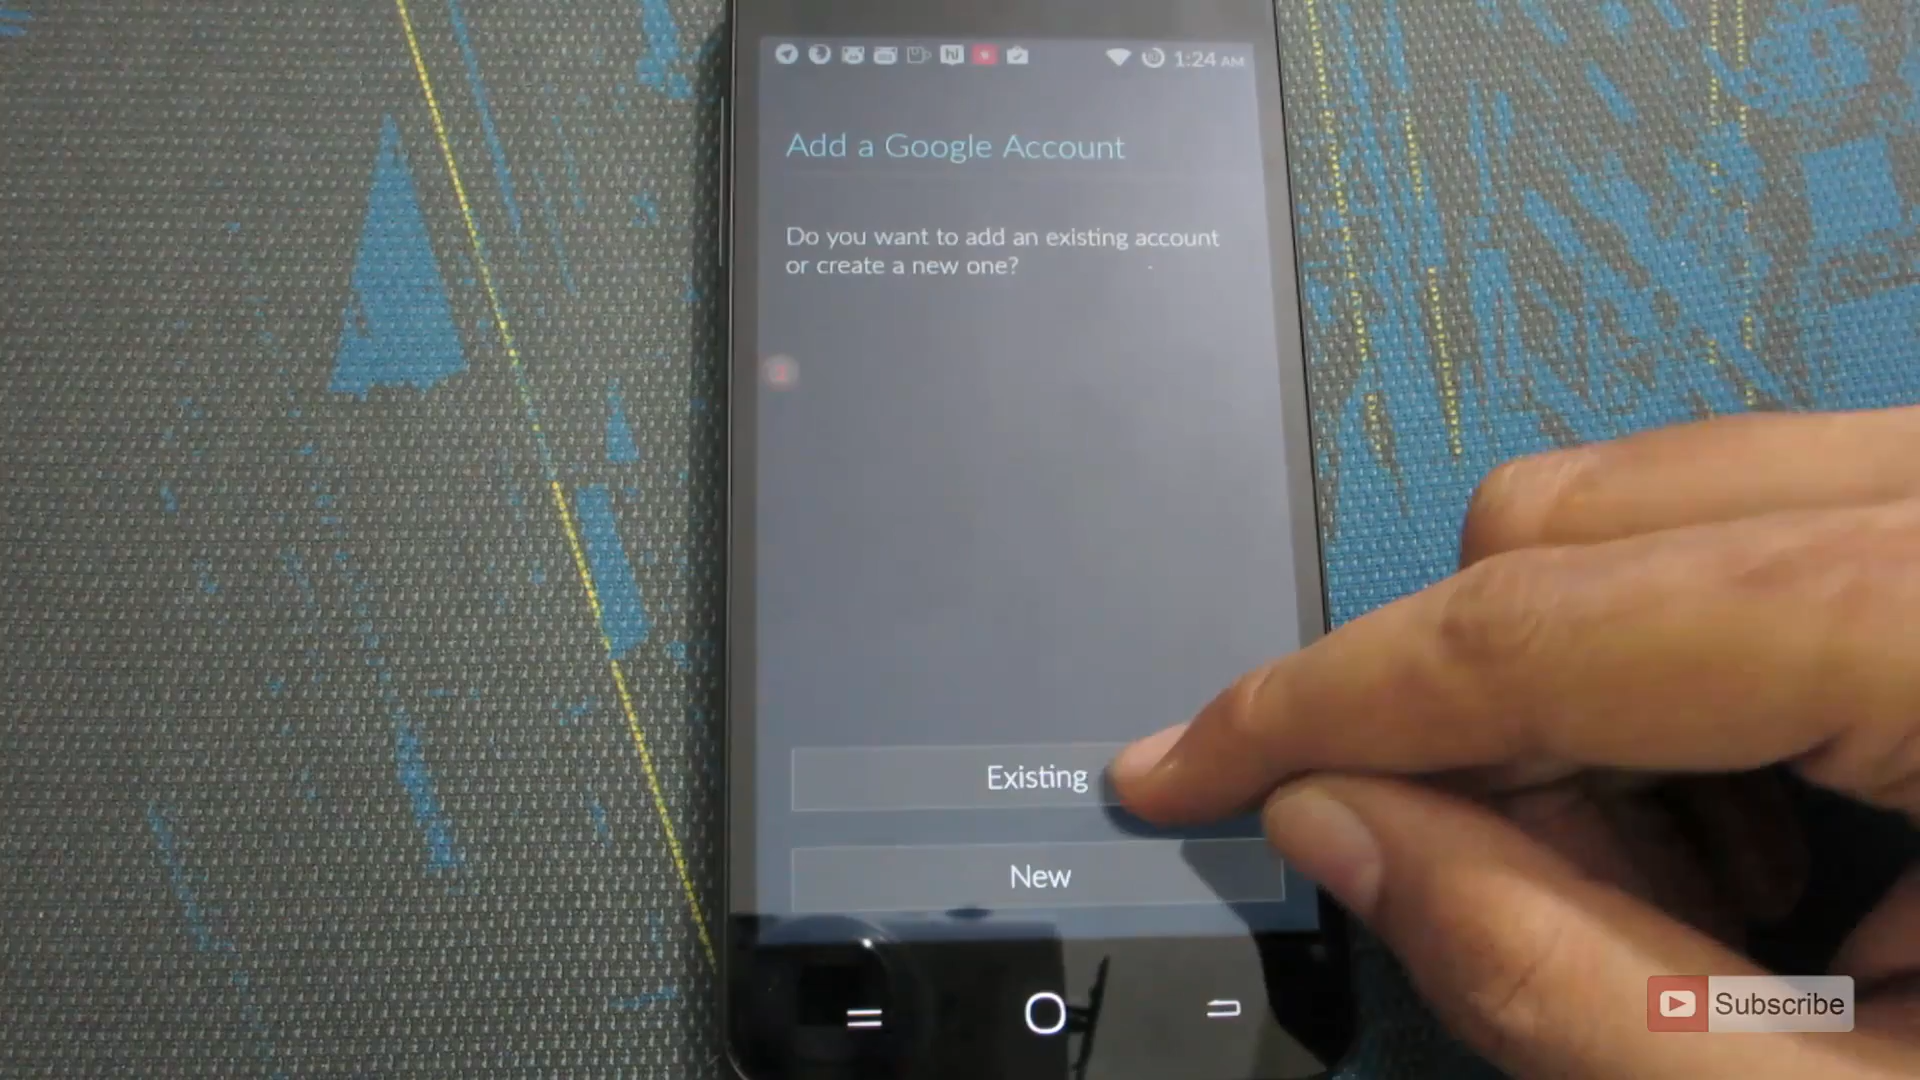 1:24 AM
Add a Google Account
Do you want to add an existing account
or create a new one?
Existing
New
Subscribe